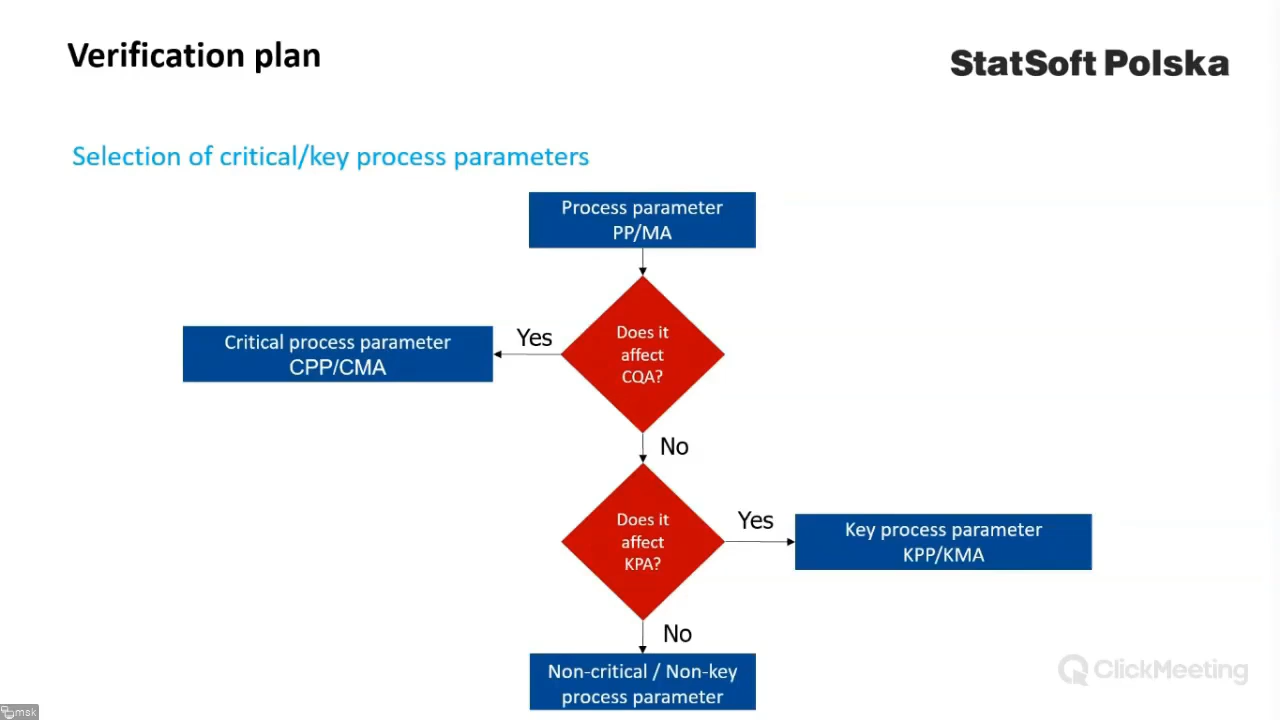 Verification plan
StatSoft Polska
Selection of critical/key process parameters
Process parameter
PP/MA
Does it
affect
CQA?
Yes
Critical process parameter
CPP/CMA
No
Does it
affect
KPA?
Yes
Key process parameter
KPP/KMA
No
Non-critical / Non-key
process parameter
ClickMeeting
msk